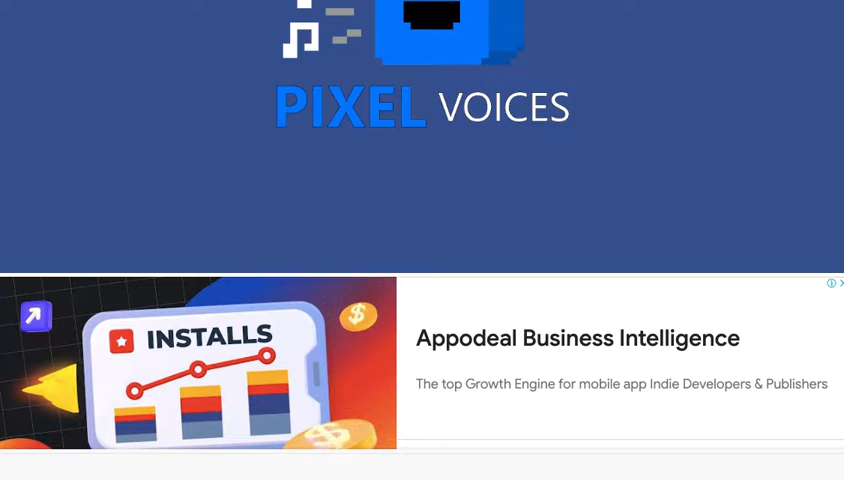 PIXEL VOICES
INSTALLS
Appodeal Business Intelligence
The top Growth Engine for mobile app Indie Developers & Publishers